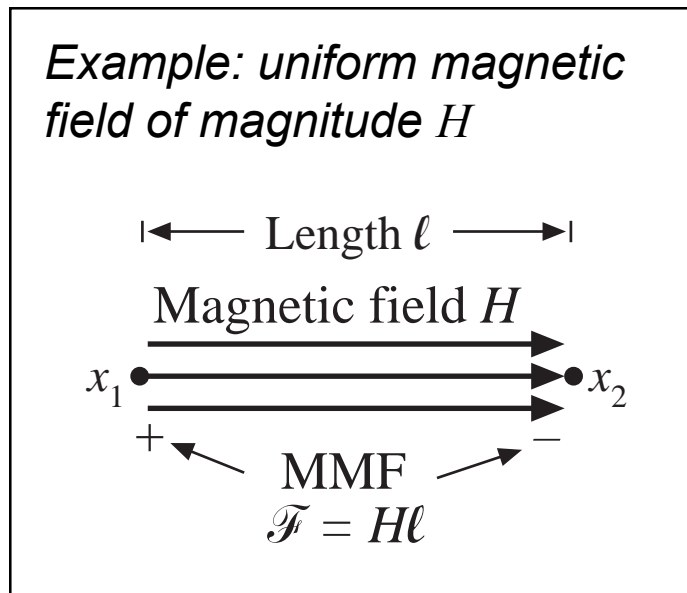 Example: uniform magnetic
field of magnitude H
Length ℓ
Magnetic field H
x₁ x₂
+ −
MMF
ℱ = Hℓ